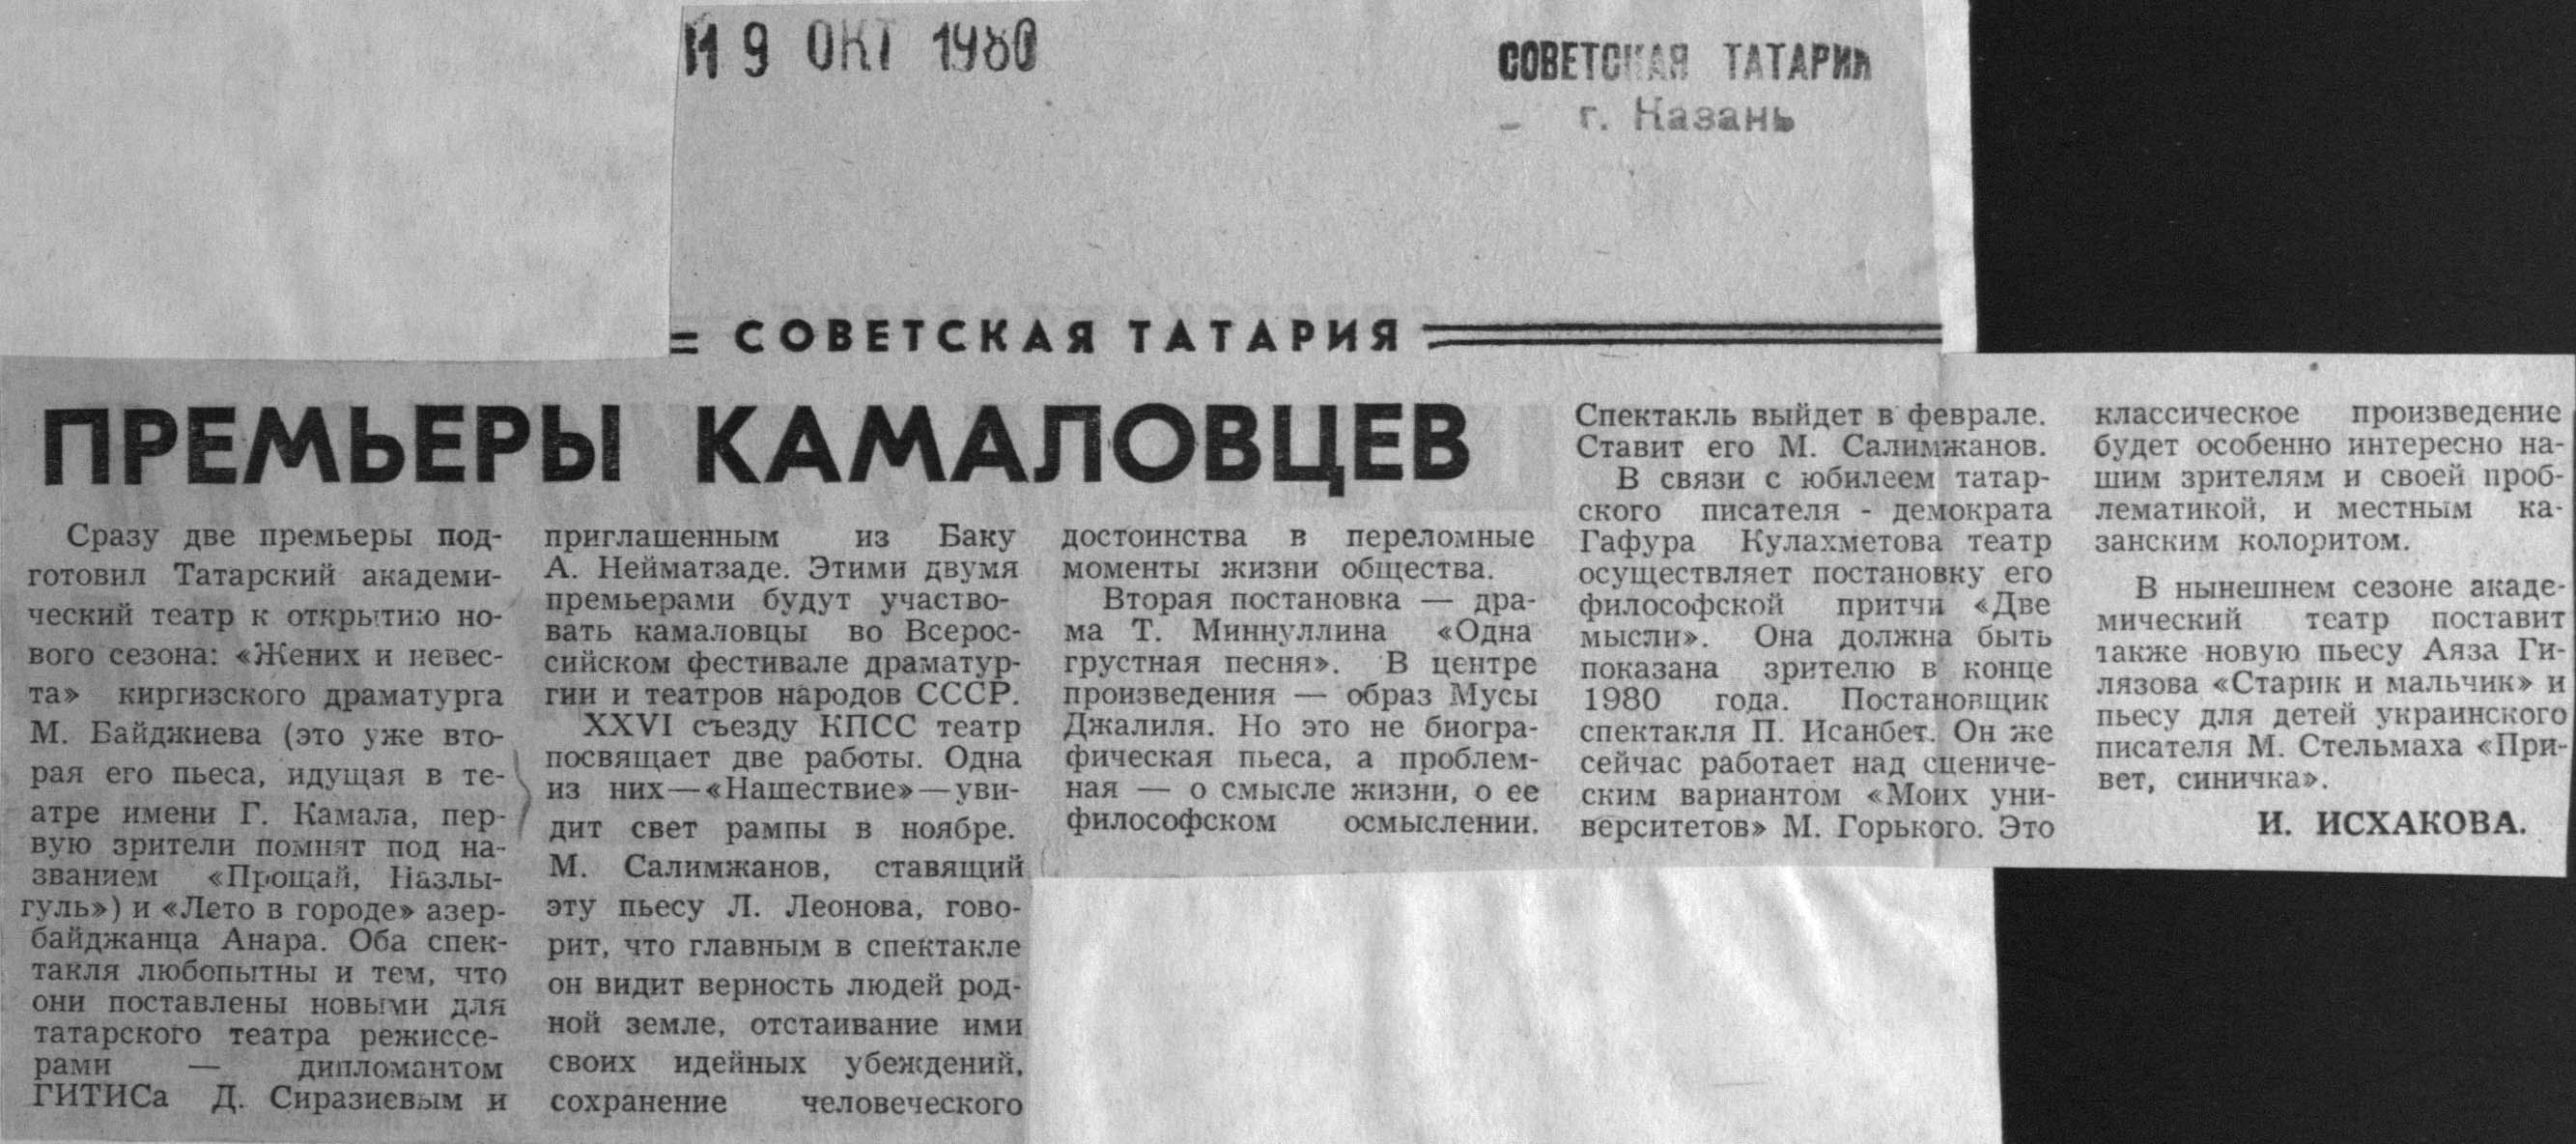 19 ОКТ 1980
СОВЕТСКАЯ ТАТАРИЯ
г. Казань
СОВЕТСКАЯ ТАТАРИЯ
ПРЕМЬЕРЫ КАМАЛОВЦЕВ
Сразу две премьеры под-
готовил Татарский академи-
ческий театр к открытию но-
вого сезона: «Жених и невес-
та» киргизского драматурга
М. Байджиева (это уже вто-
рая его пьеса, идущая в те-
атре имени Г. Камала, пер-
вую зрители помнят под на-
званием «Прощай, Назлы-
гуль») и «Лето в городе» азер-
байджанца Анара. Оба спек-
такля любопытны и тем, что
они поставлены новыми для
татарского театра режиссе-
рами — дипломантом
ГИТИСа Д. Сиразиевым и
приглашенным из Баку
А. Нейматзаде. Этими двумя
премьерами будут участво-
вать камаловцы во Всерос-
сийском фестивале драматур-
гии и театров народов СССР.
XXVI съезду КПСС театр
посвящает две работы. Одна
из них—«Нашествие»—уви-
дит свет рампы в ноябре.
М. Салимжанов, ставящий
эту пьесу Л. Леонова, гово-
рит, что главным в спектакле
он видит верность людей род-
ной земле, отстаивание ими
своих идейных убеждений,
сохранение человеческого
достоинства в переломные
моменты жизни общества.
Вторая постановка — дра-
ма Т. Миннуллина «Одна
грустная песня». В центре
произведения — образ Мусы
Джалиля. Но это не биогра-
фическая пьеса, а проблем-
ная — о смысле жизни, о ее
философском осмыслении.
Спектакль выйдет в феврале.
Ставит его М. Салимжанов.
В связи с юбилеем татар-
ского писателя - демократа
Гафура Кулахметова театр
осуществляет постановку его
философской притчи «Две
мысли». Она должна быть
показана зрителю в конце
1980 года. Постановщик
спектакля П. Исанбет. Он же
сейчас работает над сцениче-
ским вариантом «Моих уни-
верситетов» М. Горького. Это
классическое произведение
будет особенно интересно на-
шим зрителям и своей проб-
лематикой, и местным ка-
занским колоритом.
В нынешнем сезоне акаде-
мический театр поставит
также новую пьесу Аяза Ги-
лязова «Старик и мальчик» и
пьесу для детей украинского
писателя М. Стельмаха «При-
вет, синичка».
И. ИСХАКОВА.